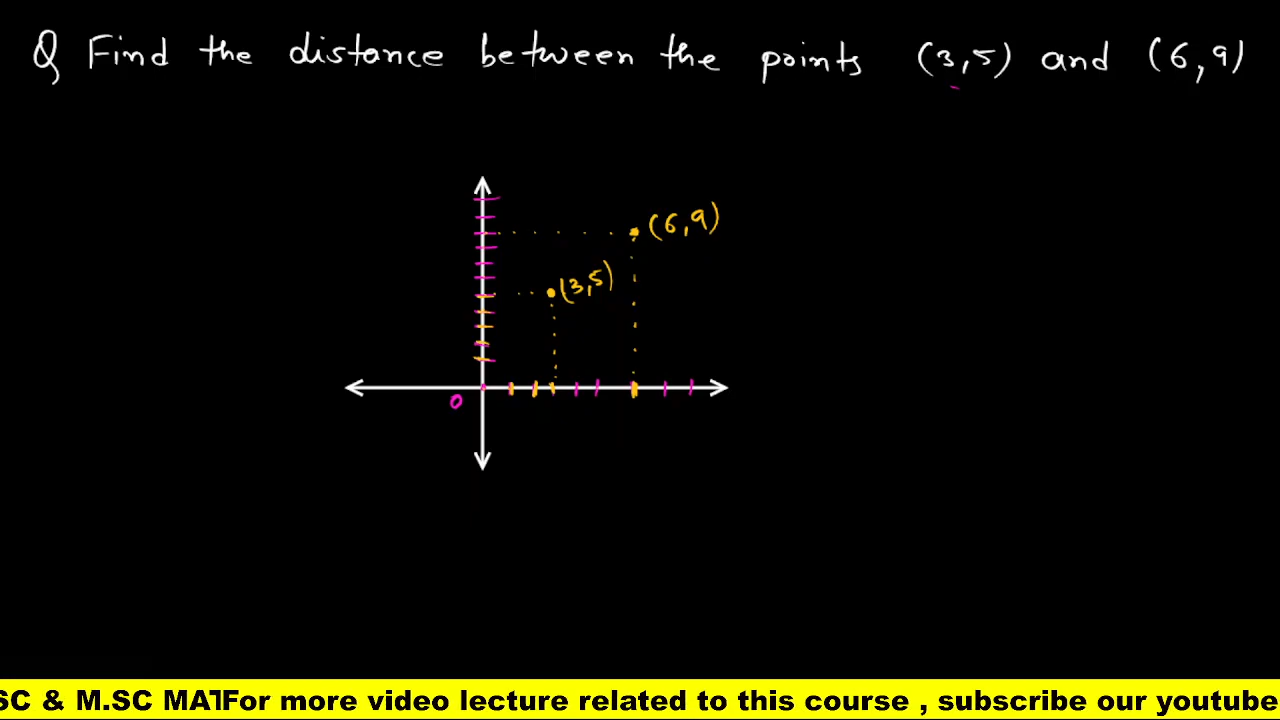 Q Find the distance between the points (3,5) and (6,9)
(6,9)
(3,5)
0
SC & M.SC MATFor more video lecture related to this course , subscribe our youtube